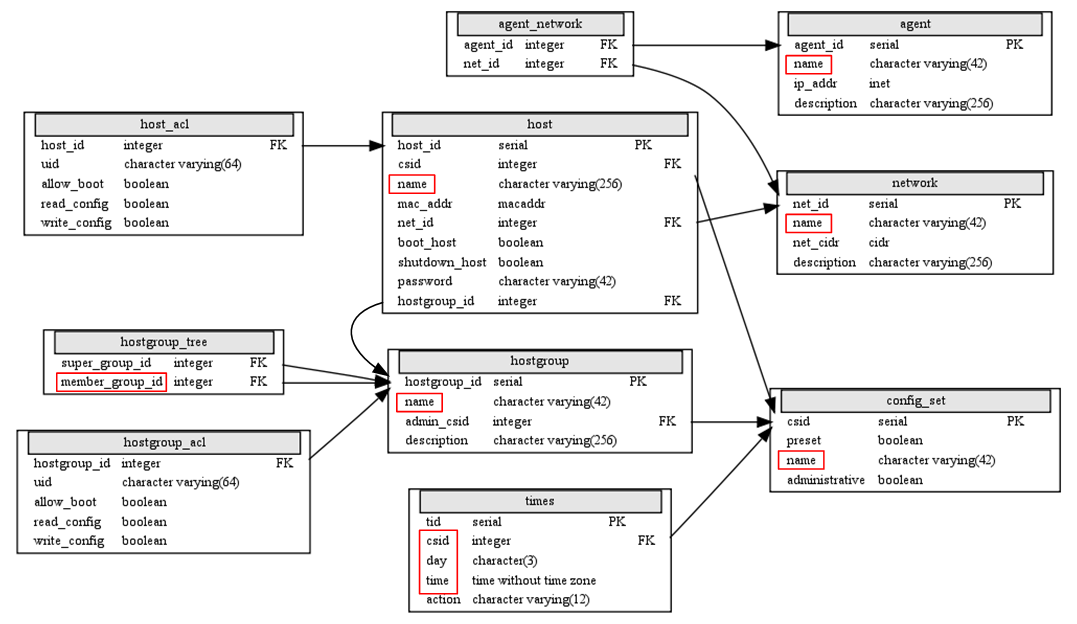 agent_network
agent_id integer FK
net_id integer FK
agent
agent_id serial PK
name character varying(42)
ip_addr inet
description character varying(256)
host_acl
host_id integer FK
uid character varying(64)
allow_boot boolean
read_config boolean
write_config boolean
host
host_id serial PK
csid integer FK
name character varying(256)
mac_addr macaddr
net_id integer FK
boot_host boolean
shutdown_host boolean
password character varying(42)
hostgroup_id integer FK
network
net_id serial PK
name character varying(42)
net_cidr cidr
description character varying(256)
hostgroup_tree
super_group_id integer FK
member_group_id integer FK
hostgroup
hostgroup_id serial PK
name character varying(42)
admin_csid integer FK
description character varying(256)
config_set
csid serial PK
preset boolean
name character varying(42)
administrative boolean
hostgroup_acl
hostgroup_id integer FK
uid character varying(64)
allow_boot boolean
read_config boolean
write_config boolean
times
tid serial PK
csid integer FK
day character(3)
time time without time zone
action character varying(12)